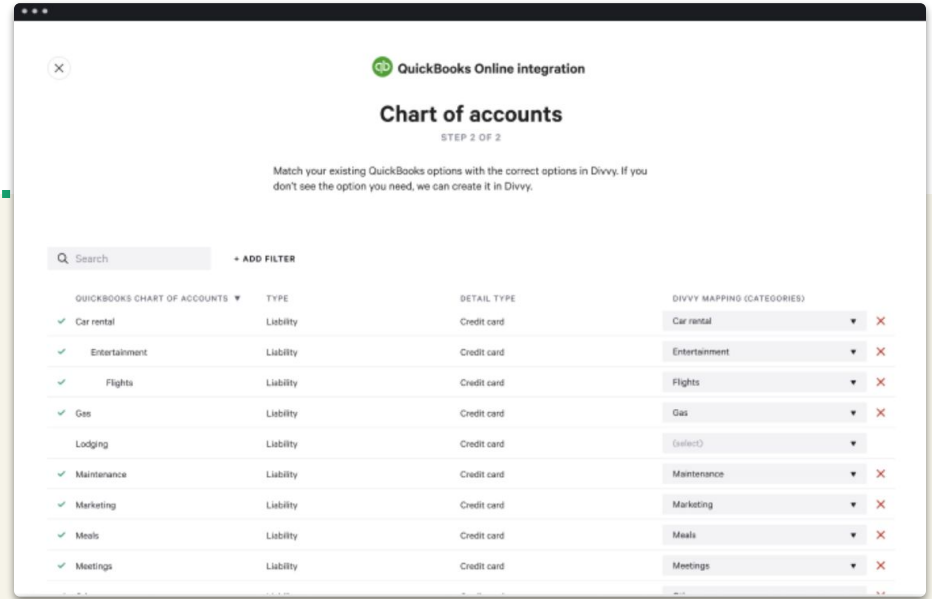 qb QuickBooks Online integration
Chart of accounts
STEP 2 OF 2
Match your existing QuickBooks options with the correct options in Divvy. If you
don't see the option you need, we can create it in Divvy.
Search + ADD FILTER
QUICKBOOKS CHART OF ACCOUNTS TYPE DETAIL TYPE DIVVY MAPPING (CATEGORIES)
Car rental Liability Credit card Car rental
Entertainment Liability Credit card Entertainment
Flights Liability Credit card Flights
Gas Liability Credit card Gas
Lodging Liability Credit card (select)
Maintenance Liability Credit card Maintenance
Marketing Liability Credit card Marketing
Meals Liability Credit card Meals
Meetings Liability Credit card Meetings